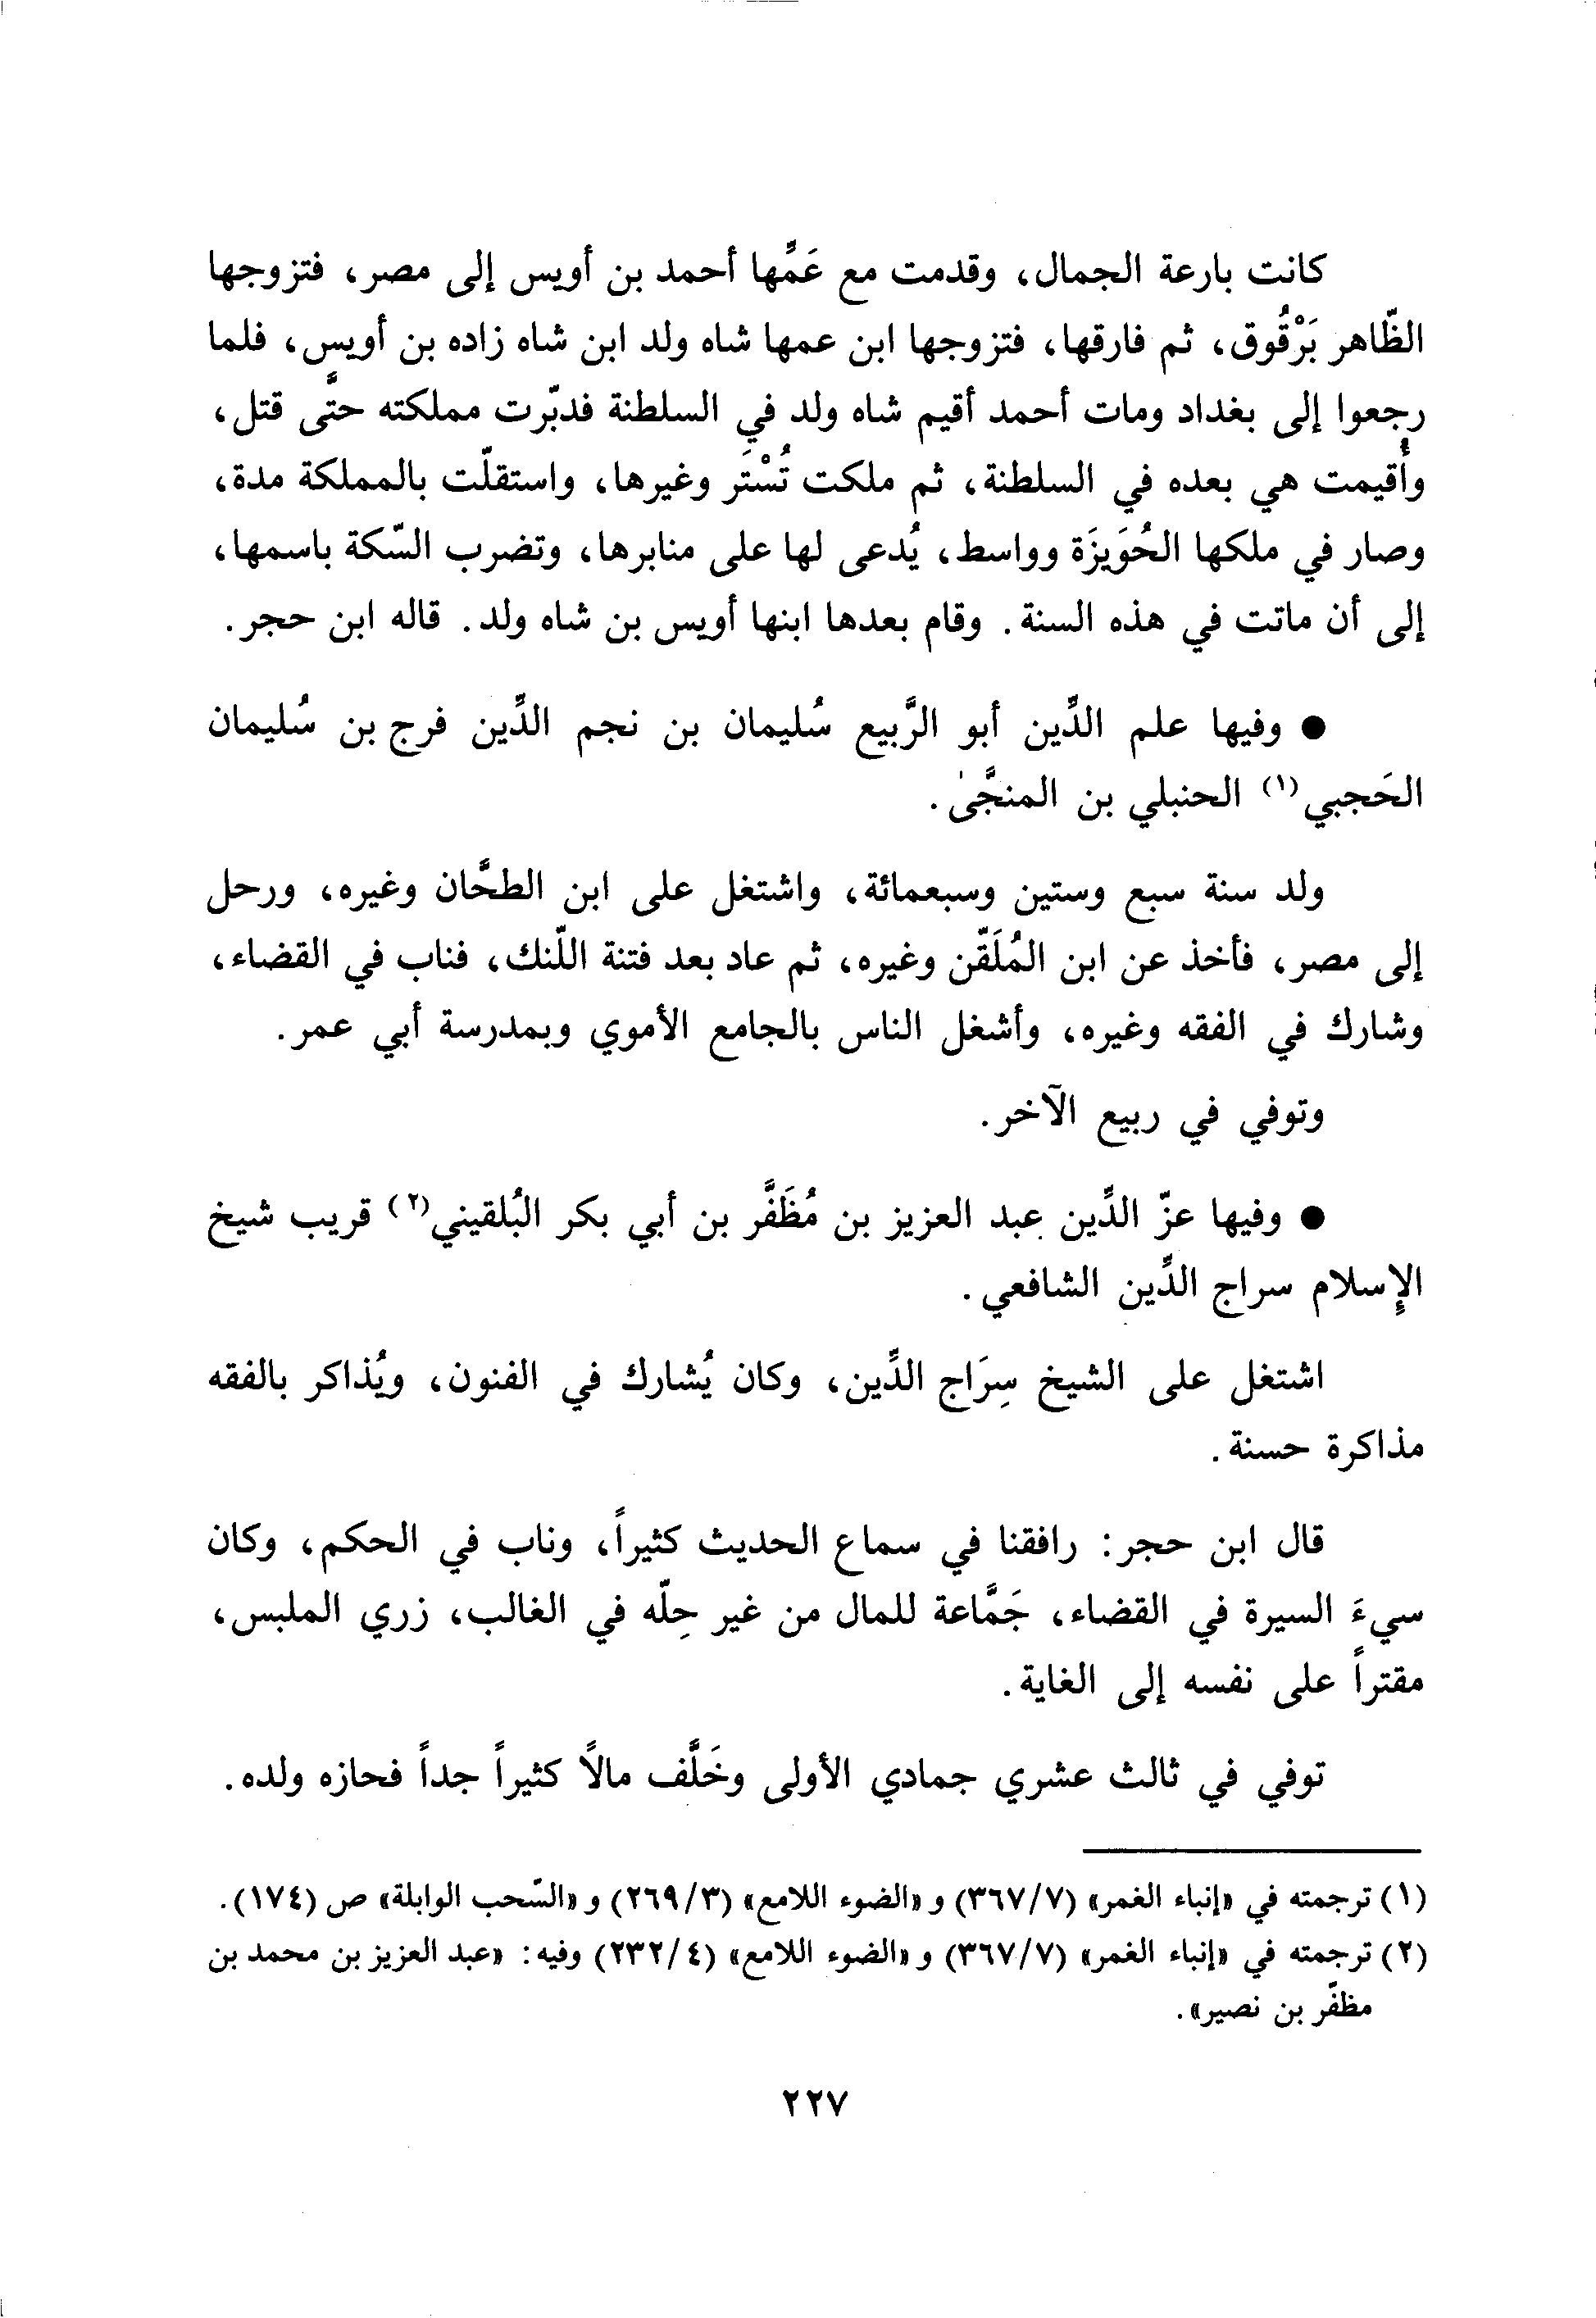 كانت بارعة الجمال، وقدمت مع عَمِّها أحمد بن أويس إلى مصر، فتزوجها
الظّاهر بَرْقُوق، ثم فارقها، فتزوجها ابن عمها شاه ولد ابن شاه زاده بن أويس، فلما
رجعوا إلى بغداد ومات أحمد أقيم شاه ولد في السلطنة فدبّرت مملكته حتَّى قتل،
وأُقيمت هي بعده في السلطنة، ثم ملكت تُسْتَر وغيرها، واستقلّت بالمملكة مدة،
وصار في ملكها الحُوَيزَة وواسط، يُدعى لها على منابرها، وتضرب السّكة باسمها،
إلى أن ماتت في هذه السنة. وقام بعدها ابنها أويس بن شاه ولد. قاله ابن حجر.
● وفيها علم الدِّين أبو الرَّبيع سُليمان بن نجم الدِّين فرج بن سُليمان
الحَجبي(١) الحنبلي بن المنجَّىٰ.
ولد سنة سبع وستين وسبعمائة، واشتغل على ابن الطحَّان وغيره، ورحل
إلى مصر، فأخذ عن ابن المُلَقّن وغيره، ثم عاد بعد فتنة اللّنك، فناب في القضاء،
وشارك في الفقه وغيره، وأشغل الناس بالجامع الأموي وبمدرسة أبي عمر.
وتوفي في ربيع الآخر.
● وفيها عزّ الدِّين عبد العزيز بن مُظَفَّر بن أبي بكر البُلقيني(٢) قريب شيخ
الإسلام سراج الدِّين الشافعي.
اشتغل على الشيخ سِرَاج الدِّين، وكان يُشارك في الفنون، ويُذاكر بالفقه
مذاكرة حسنة.
قال ابن حجر: رافقنا في سماع الحديث كثيراً، وناب في الحكم، وكان
سيءَ السيرة في القضاء، جَمَّاعة للمال من غير حِلّه في الغالب، زري الملبس،
مقتراً على نفسه إلى الغاية.
توفي في ثالث عشري جمادي الأولى وخَلَّف مالاً كثيراً جداً فحازه ولده.
(١) ترجمته في «إنباء الغمر» (٣٦٧/٧) و «الضوء اللامع» (٢٦٩/٣) و «السّحب الوابلة» ص (١٧٤).
(٢) ترجمته في «إنباء الغمر» (٣٦٧/٧) و «الضوء اللامع» (٢٣٢/٤) وفيه: «عبد العزيز بن محمد بن
مظفّر بن نصير».
٢٢٧